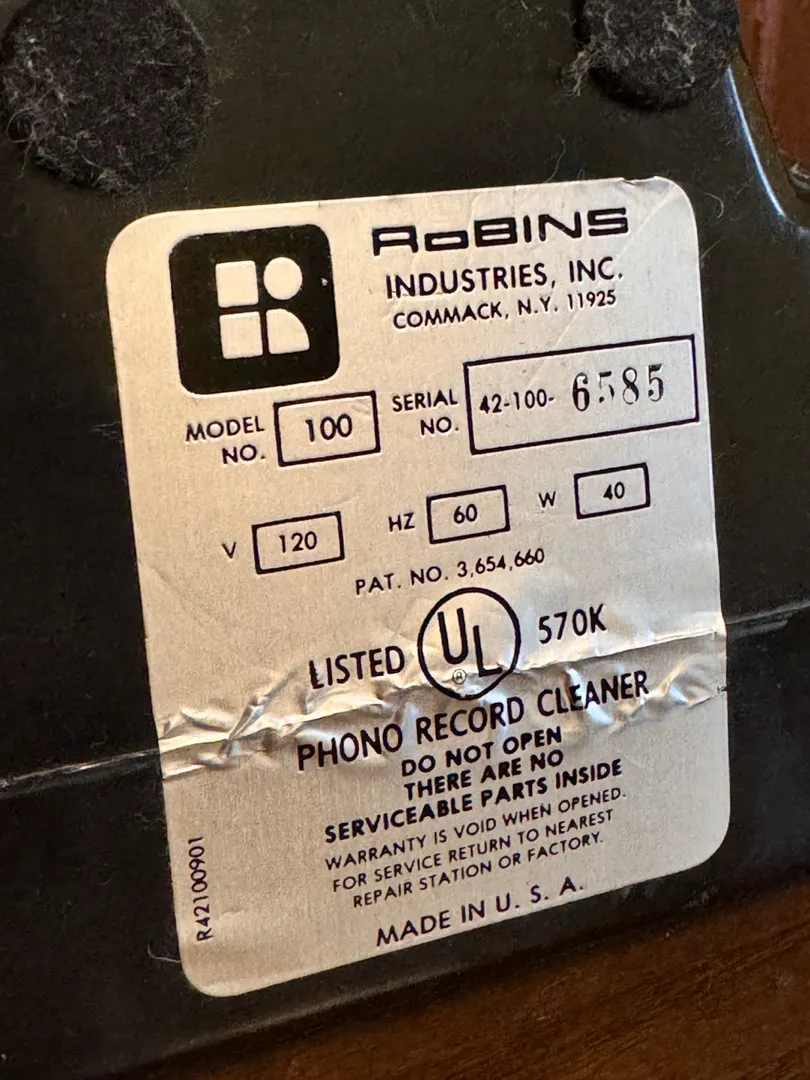 ROBINS
INDUSTRIES, INC.
COMMACK, N.Y. 11925
MODEL NO. 100
SERIAL NO. 42-100- 6585
V 120 HZ 60 W 40
PAT. NO. 3,654,660
LISTED UL ® 570K
PHONO RECORD CLEANER
DO NOT OPEN
THERE ARE NO
SERVICEABLE PARTS INSIDE
WARRANTY IS VOID WHEN OPENED.
FOR SERVICE RETURN TO NEAREST
REPAIR STATION OR FACTORY.
MADE IN U. S. A.
R42100901